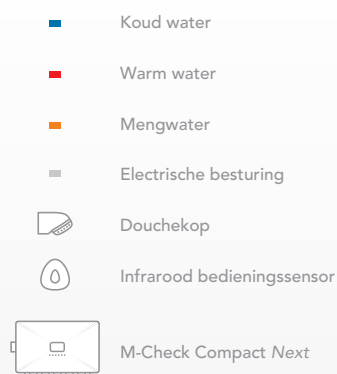 Koud water
Warm water
Mengwater
Electrische besturing
Douchekop
Infrarood bedieningssensor
M-Check Compact Next